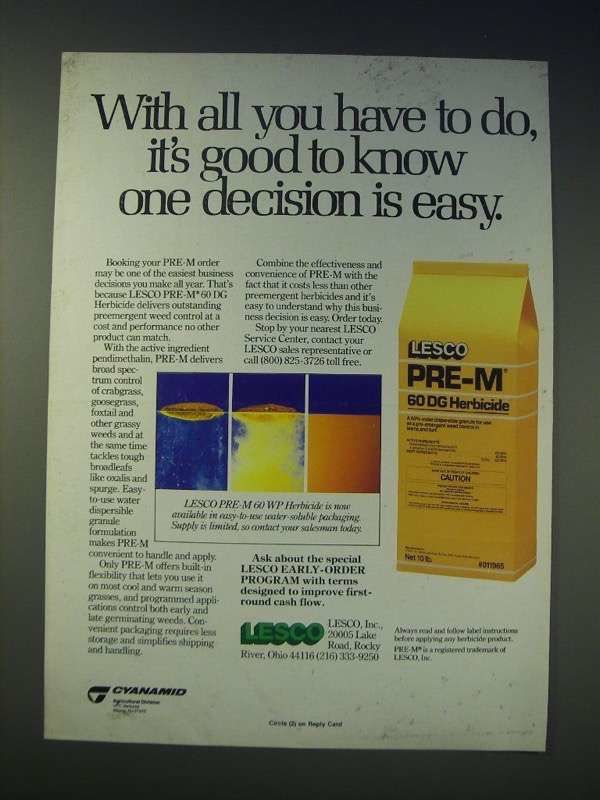 With all you have to do,
it's good to know
one decision is easy.
Booking your PRE-M order
may be one of the easiest business
decisions you make all year. That's
because LESCO PRE-M® 60 DG
Herbicide delivers outstanding
preemergent weed control at a
cost and performance no other
product can match.
With the active ingredient
pendimethalin, PRE-M delivers
broad spec-
trum control
of crabgrass,
goosegrass,
foxtail and
other grassy
weeds and at
the same time
tackles tough
broadleafs
like oxalis and
spurge. Easy-
to-use water
dispersible
granule
formulation
makes PRE-M
convenient to handle and apply.
Only PRE-M offers built-in
flexibility that lets you use it
on most cool and warm season
grasses, and programmed appli-
cations control both early and
late germinating weeds. Con-
venient packaging requires less
storage and simplifies shipping
and handling.
Combine the effectiveness and
convenience of PRE-M with the
fact that it costs less than other
preemergent herbicides and it's
easy to understand why this busi-
ness decision is easy. Order today.
Stop by your nearest LESCO
Service Center, contact your
LESCO sales representative or
call (800) 825-3726 toll free.
LESCO PRE-M 60 WP Herbicide is now
available in easy-to-use water-soluble packaging.
Supply is limited, so contact your salesman today.
Ask about the special
LESCO EARLY-ORDER
PROGRAM with terms
designed to improve first-
round cash flow.
LESCO
LESCO, Inc.,
20005 Lake
Road, Rocky
River, Ohio 44116 (216) 333-9250
LESCO
PRE-M®
60 DG Herbicide
CAUTION
Net 10 lb.
#011965
Always read and follow label instructions
before applying any herbicide product.
PRE-M® is a registered trademark of
LESCO, Inc.
CYANAMID
Agricultural Division
Circle (2) on Reply Card